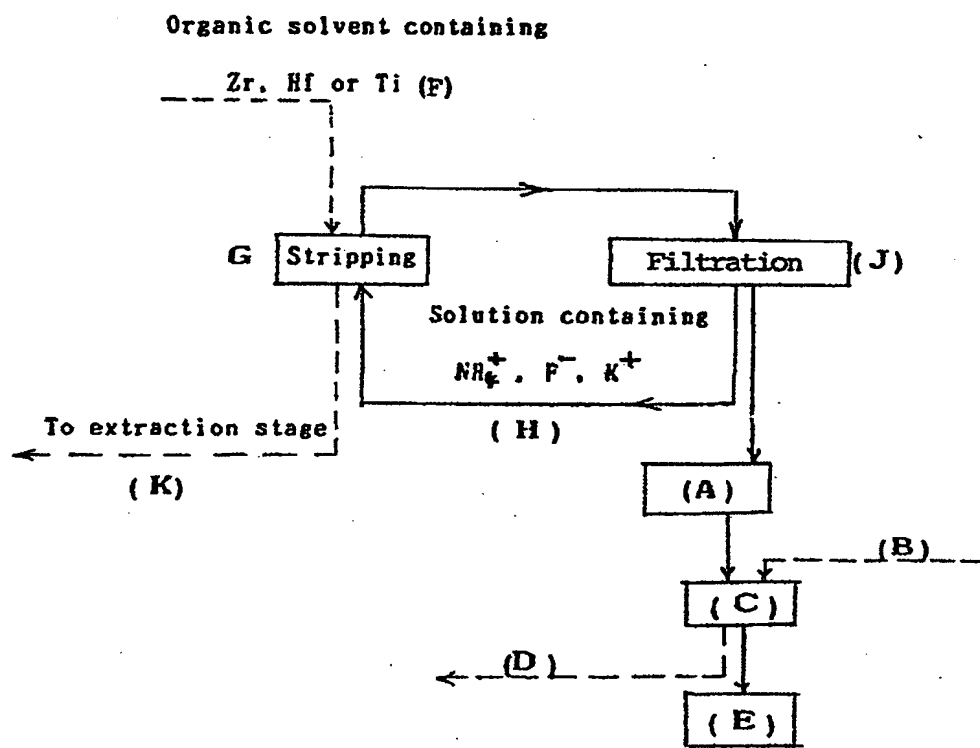 Organic solvent containing
Zr. Hf or Ti (F)
G Stripping
Filtration (J)
Solution containing
NH₄⁺, F⁻, K⁺
(H)
To extraction stage
(K)
(A)
(B)
(C)
(D)
(E)